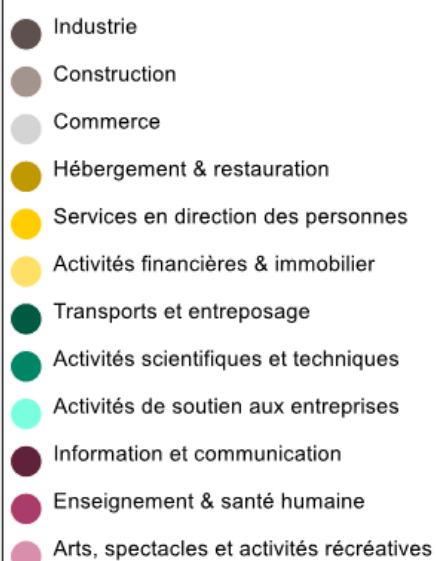 Industrie
Construction
Commerce
Hébergement & restauration
Services en direction des personnes
Activités financières & immobilier
Transports et entreposage
Activités scientifiques et techniques
Activités de soutien aux entreprises
Information et communication
Enseignement & santé humaine
Arts, spectacles et activités récréatives